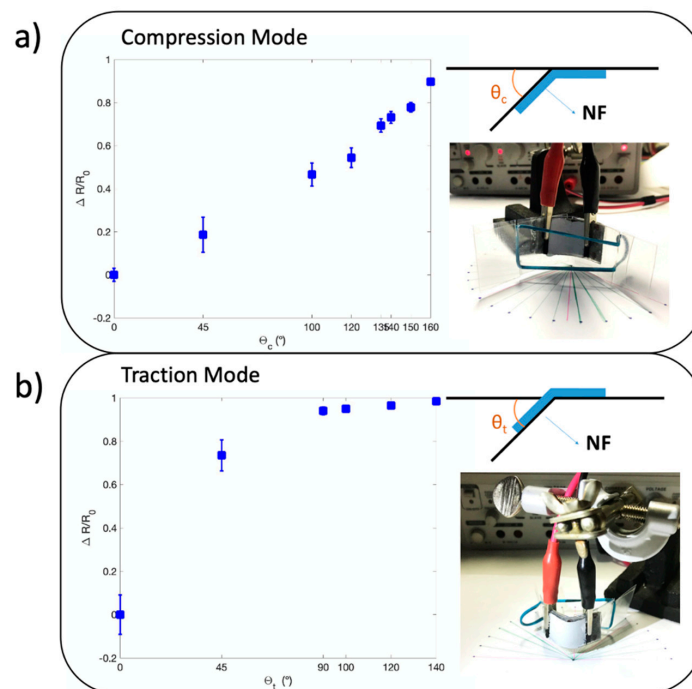 a)
Compression Mode
1
0.8
0.6
0.4
0.2
0
-0.2
Δ R/R0
0 45 100 120 135 140 150 160
Θc (º)
θc
NF
b)
Traction Mode
1
0.8
0.6
0.4
0.2
0
-0.2
Δ R/R0
0 45 90 100 120 140
Θt (º)
θt
NF